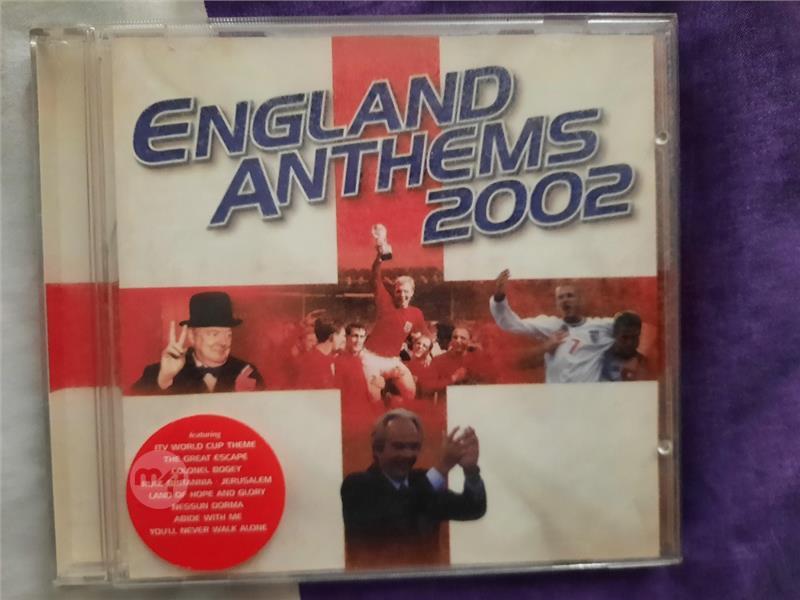 ENGLAND
ANTHEMS
2002
7
featuring
ITV WORLD CUP THEME
THE GREAT ESCAPE
COLONEL BOGEY
RULE BRITANNIA · JERUSALEM
LAND OF HOPE AND GLORY
NESSUN DORMA
ABIDE WITH ME
YOU'LL NEVER WALK ALONE